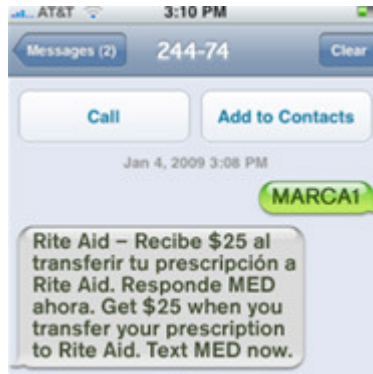 AT&T 3:10 PM
Messages (2) 244-74 Clear
Call Add to Contacts
Jan 4, 2009 3:08 PM
MARCA1
Rite Aid – Recibe $25 al
transferir tu prescripción a
Rite Aid. Responde MED
ahora. Get $25 when you
transfer your prescription
to Rite Aid. Text MED now.